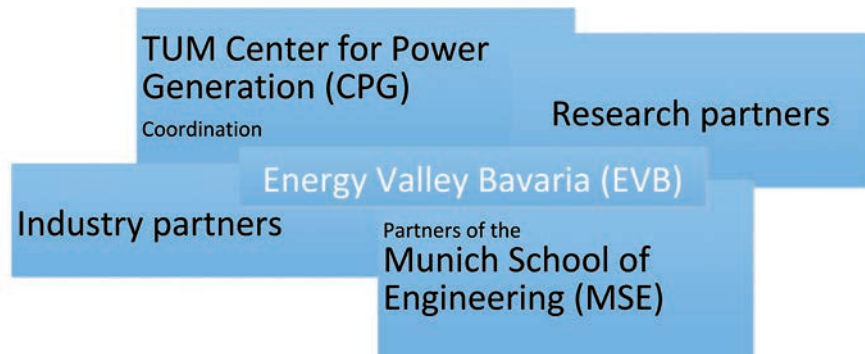 TUM Center for Power
Generation (CPG)
Coordination
Research partners
Energy Valley Bavaria (EVB)
Industry partners
Partners of the
Munich School of
Engineering (MSE)